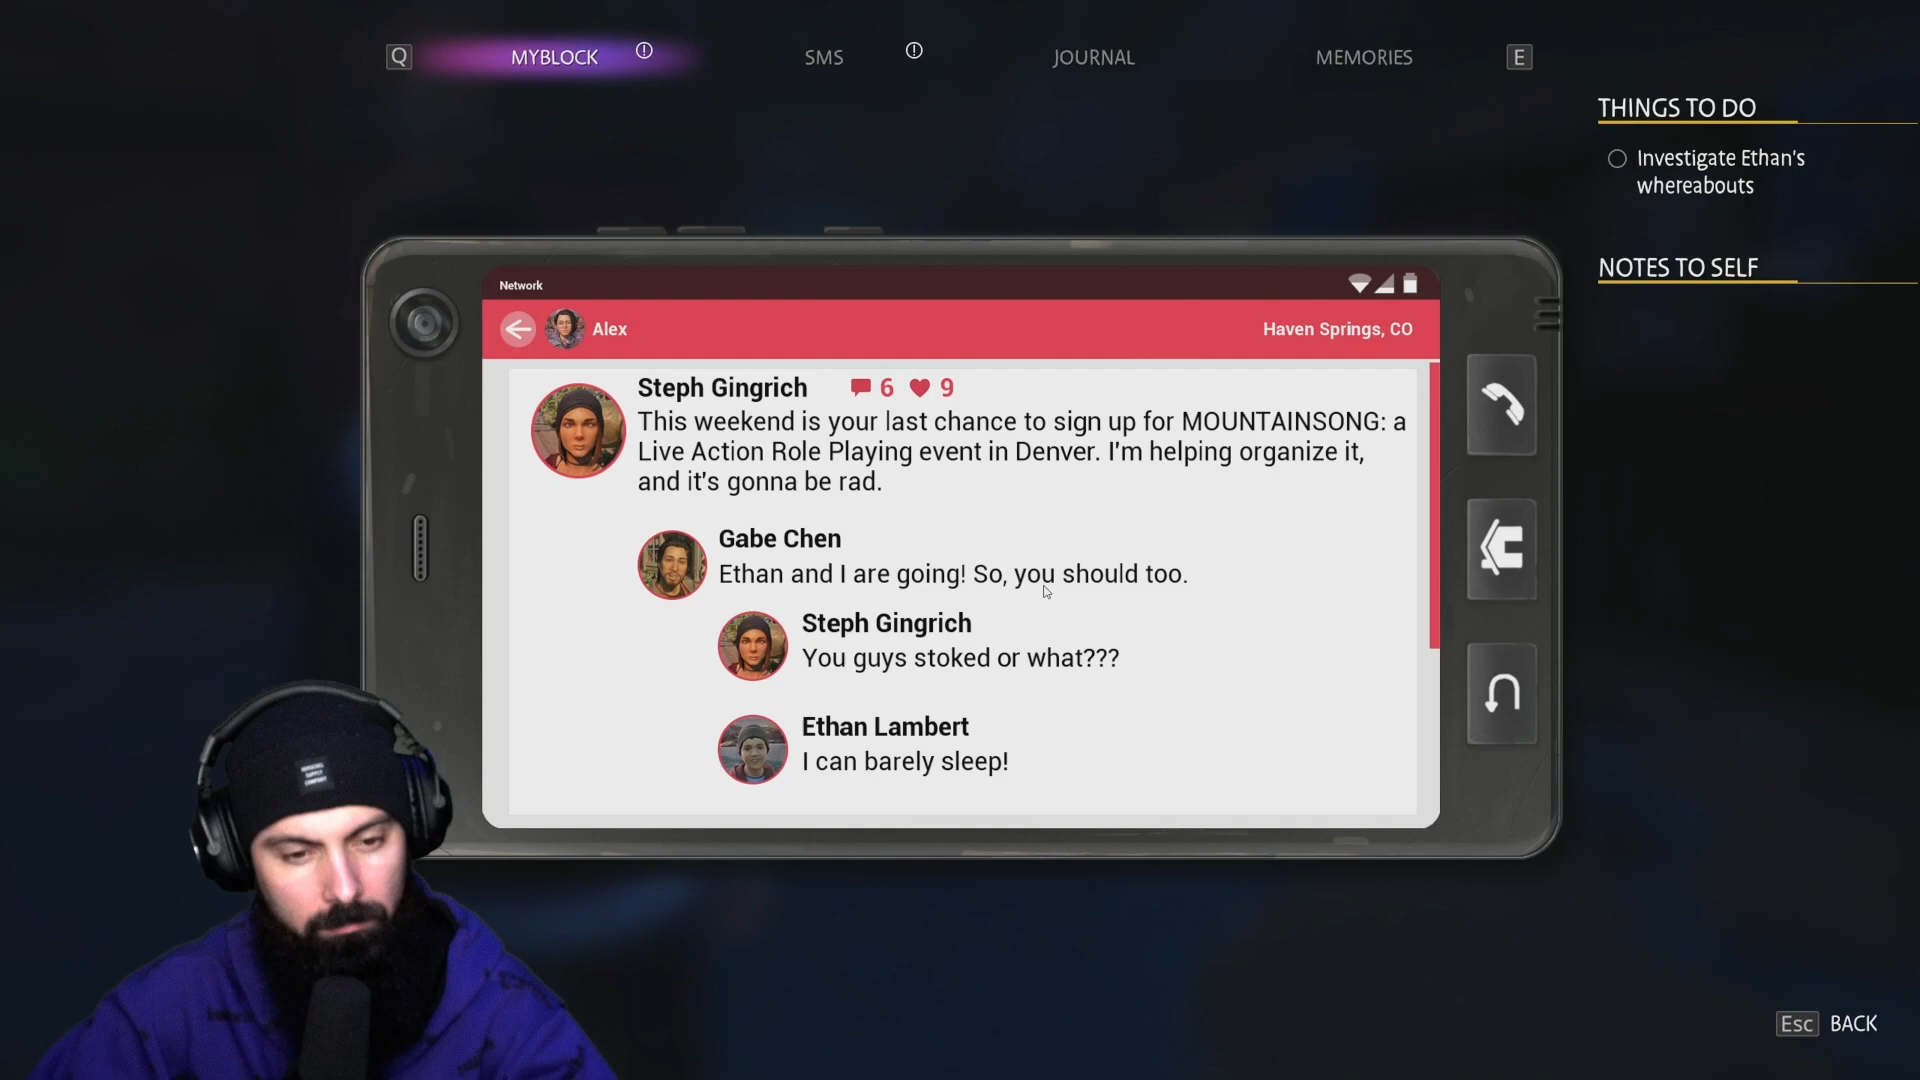 Q MYBLOCK SMS JOURNAL MEMORIES E
THINGS TO DO
Investigate Ethan's
whereabouts
NOTES TO SELF
Network
Alex Haven Springs, CO
Steph Gingrich 6 9
This weekend is your last chance to sign up for MOUNTAINSONG: a
Live Action Role Playing event in Denver. I'm helping organize it,
and it's gonna be rad.
Gabe Chen
Ethan and I are going! So, you should too.
Steph Gingrich
You guys stoked or what???
Ethan Lambert
I can barely sleep!
HERSCHEL
SUPPLY
COMPANY
Esc BACK